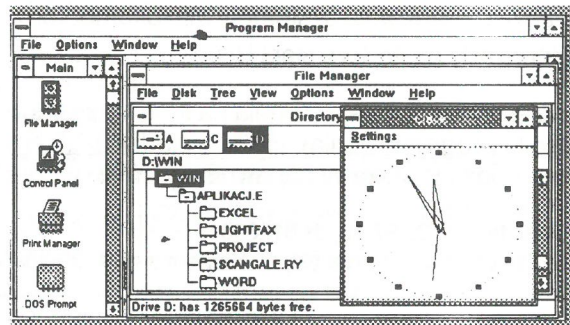 Program Manager
File Options Window Help
Main
File Manager
Control Panel
Print Manager
DOS Prompt
File Manager
File Disk Tree View Options Window Help
Directory
A C D
D:\WIN
WIN
APLIKACJ.E
EXCEL
LIGHTFAX
PROJECT
SCANGALE.RY
WORD
Drive D: has 1265664 bytes free.
Clock
Settings